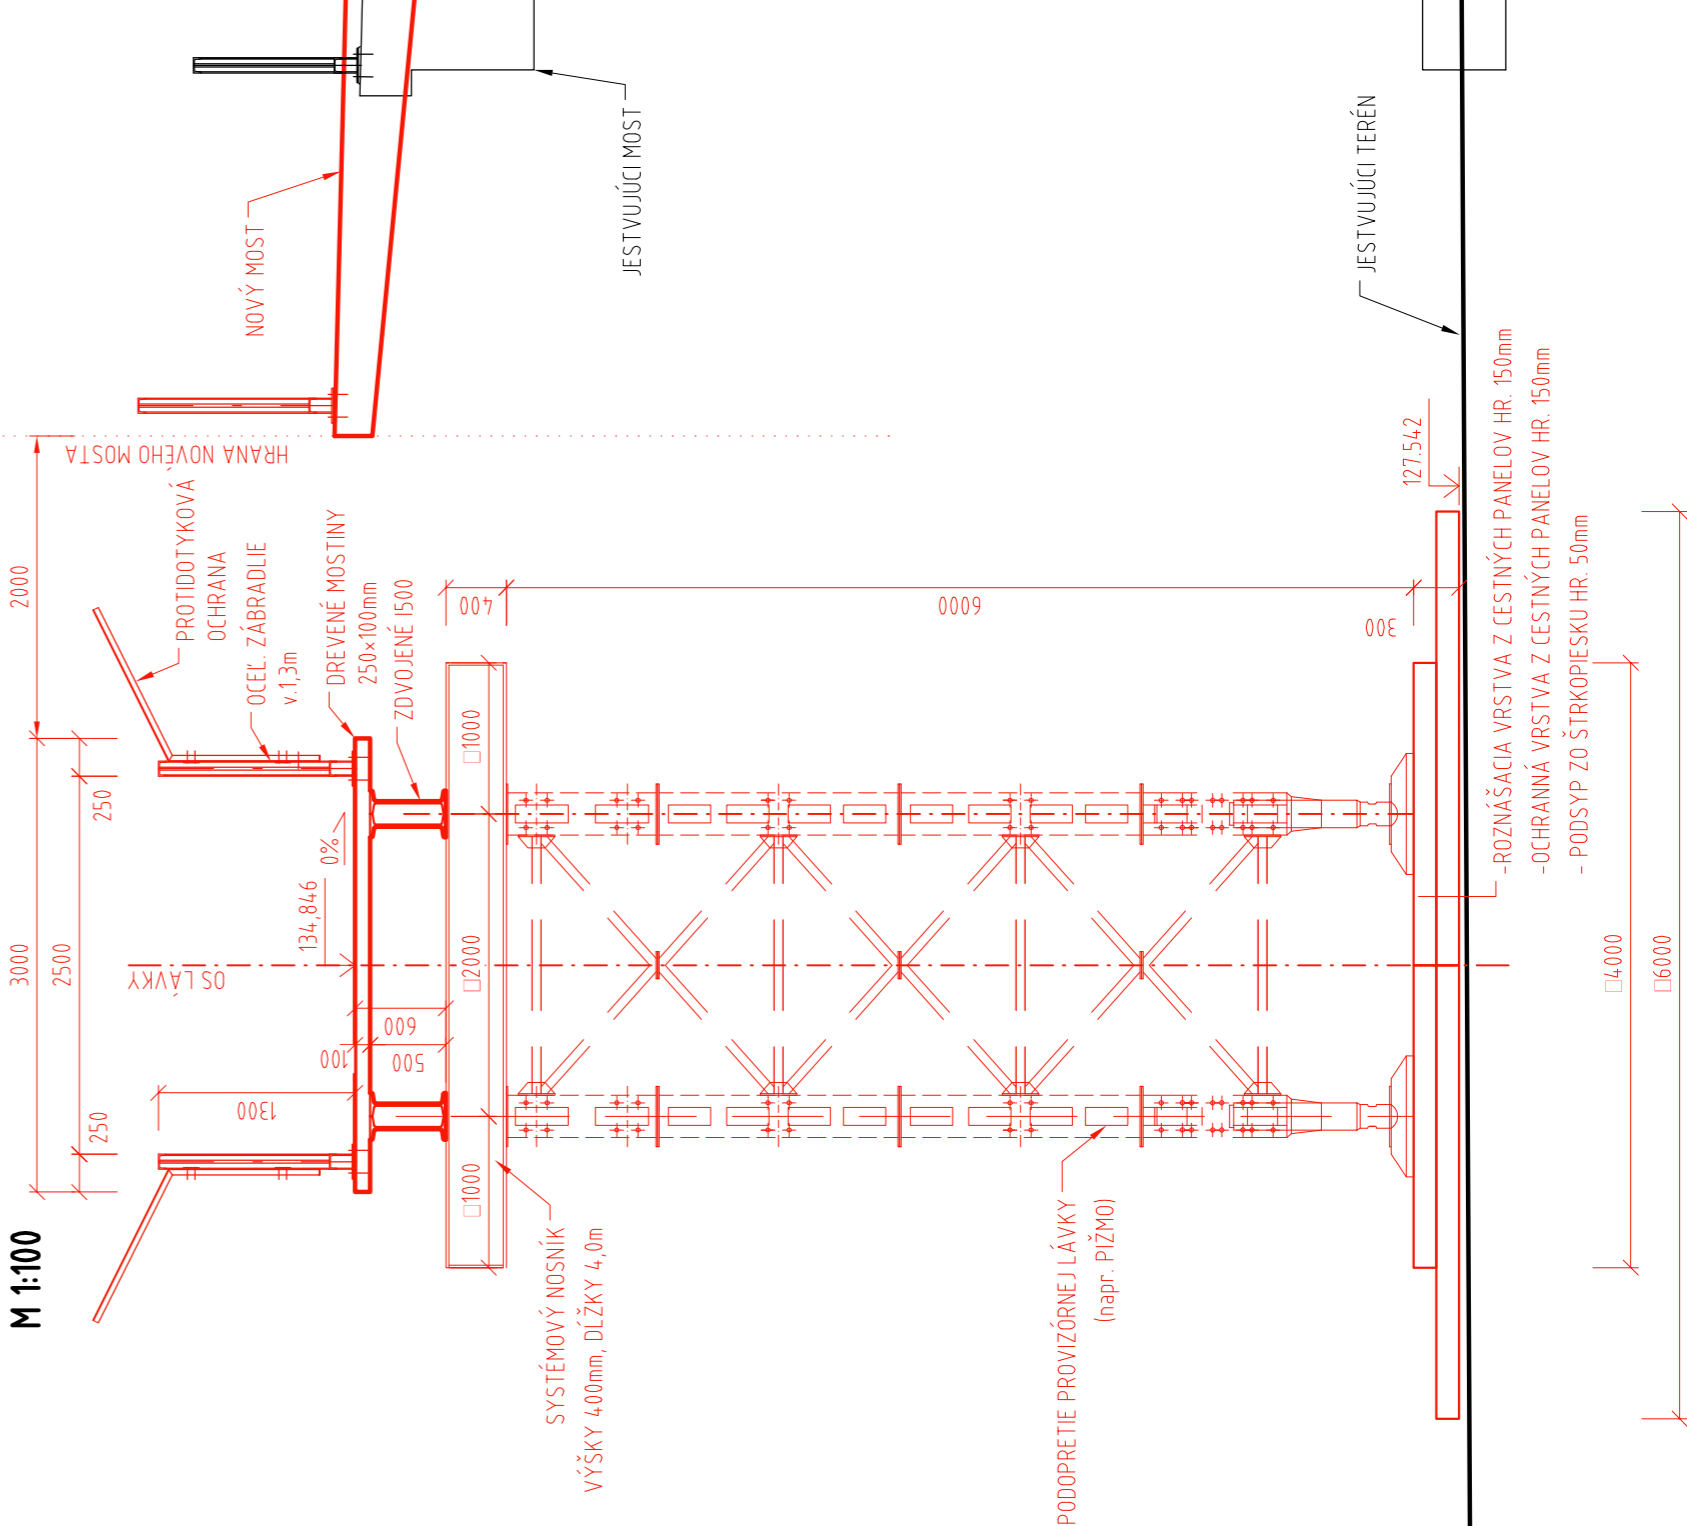 M 1:100
3000
2000
2500
250
250
HRANA NOVÉHO MOSTA
NOVÝ MOST
PROTIDOTYKOVÁ
OCHRANA
OCEĽ. ZÁBRADLIE
v.1,3m
DREVENÉ MOSTINY
250x100mm
ZDVOJENÉ I500
OS LÁVKY
134,846
0%
1300
100
500
600
400
6000
300
□1000
□2000
□1000
JESTVUJÚCI MOST
JESTVUJÚCI TERÉN
127.542
SYSTÉMOVÝ NOSNÍK
VÝŠKY 400mm, DĹŽKY 4,0m
PODOPRETIE PROVIZÓRNEJ LÁVKY
(napr. PIŽMO)
-ROZNÁŠACIA VRSTVA Z CESTNÝCH PANELOV HR. 150mm
-OCHRANNÁ VRSTVA Z CESTNÝCH PANELOV HR. 150mm
- PODSYP ZO ŠTRKOPIESKU HR. 50mm
□4000
□6000